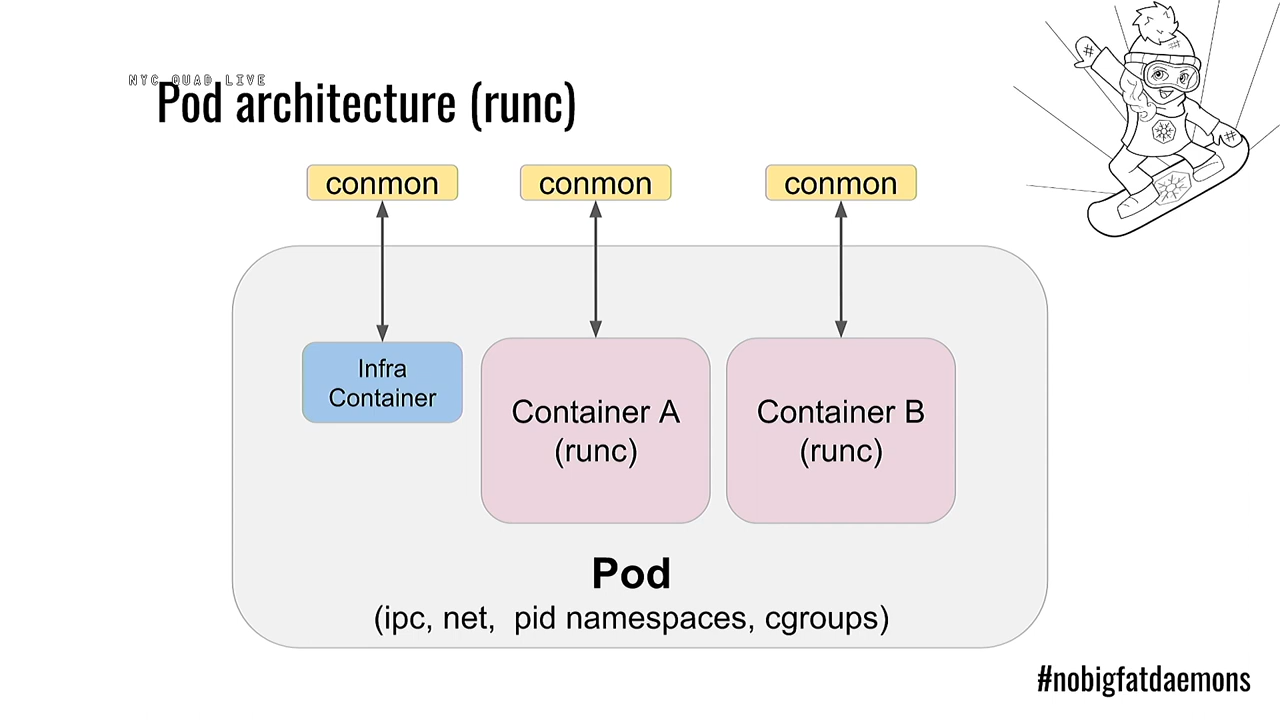 NYC QUAD LIVE
Pod architecture (runc)
conmon
conmon
conmon
Infra
Container
Container A
(runc)
Container B
(runc)
Pod
(ipc, net, pid namespaces, cgroups)
#nobigfatdaemons